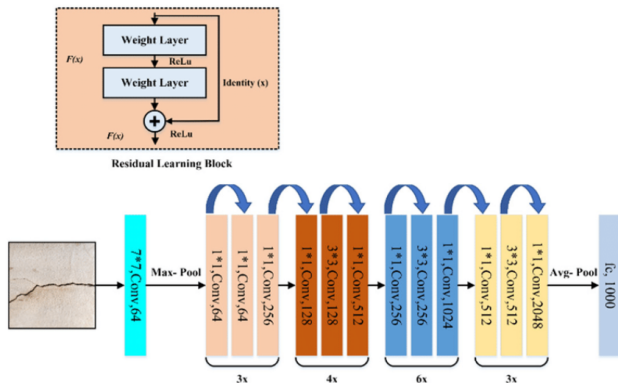 Weight Layer
F(x)
ReLu
Weight Layer
Identity (x)
+
F(x)
ReLu
Residual Learning Block
7*7,Conv,64
Max- Pool
1*1,Conv,64
1*1,Conv,64
1*1,Conv,256
1*1,Conv,128
3*3,Conv,128
1*1,Conv,512
1*1,Conv,256
3*3,Conv,256
1*1,Conv,1024
1*1,Conv,512
3*3,Conv,512
1*1,Conv,2048
Avg- Pool
fc, 1000
3x
4x
6x
3x